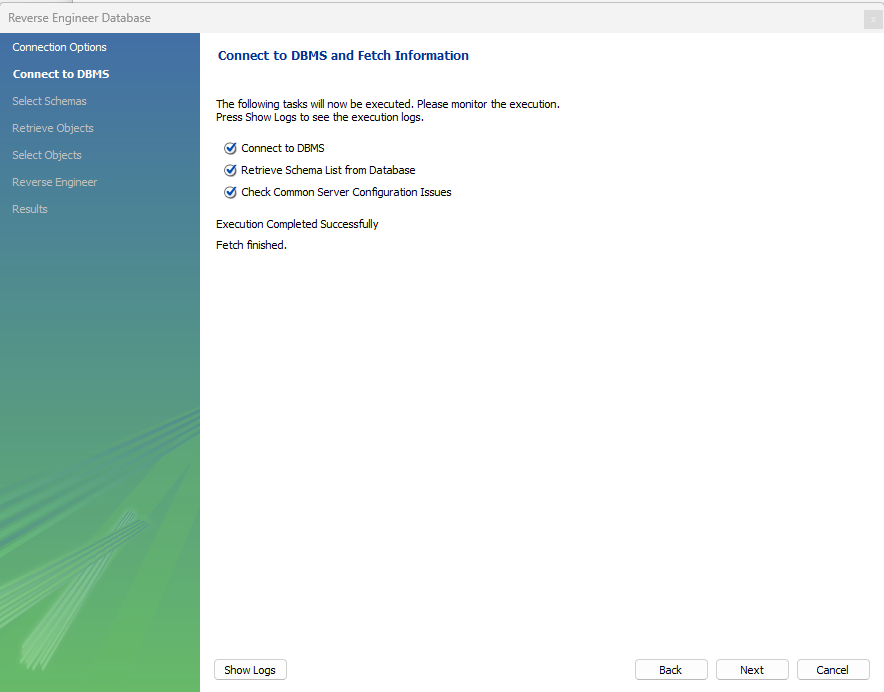 Reverse Engineer Database
x
Connection Options
Connect to DBMS
Select Schemas
Retrieve Objects
Select Objects
Reverse Engineer
Results
Connect to DBMS and Fetch Information
The following tasks will now be executed. Please monitor the execution.
Press Show Logs to see the execution logs.
Connect to DBMS
Retrieve Schema List from Database
Check Common Server Configuration Issues
Execution Completed Successfully
Fetch finished.
Show Logs
Back
Next
Cancel